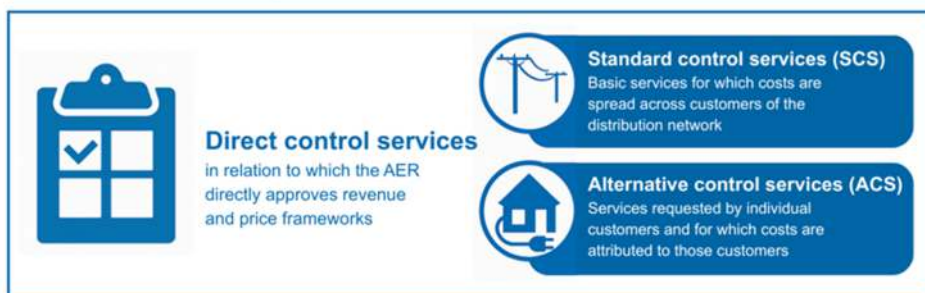 Direct control services
in relation to which the AER
directly approves revenue
and price frameworks
Standard control services (SCS)
Basic services for which costs are
spread across customers of the
distribution network
Alternative control services (ACS)
Services requested by individual
customers and for which costs are
attributed to those customers